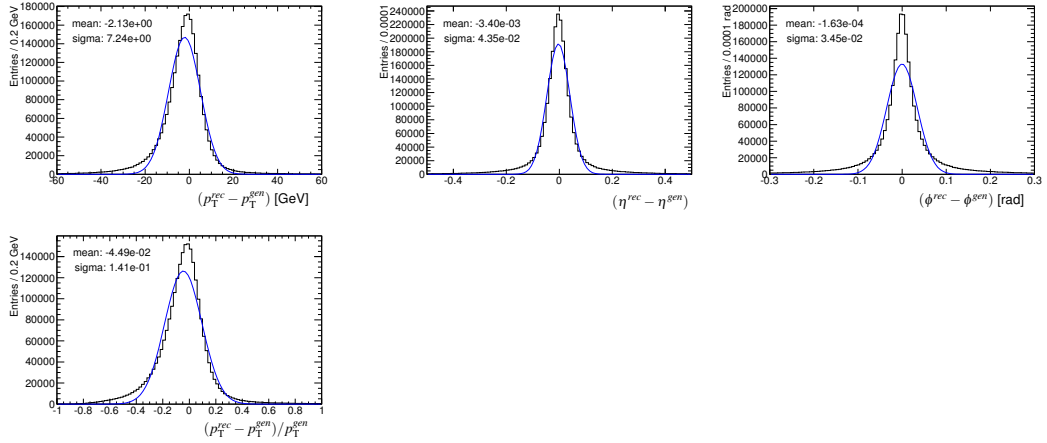 Entries / 0.2 GeV
180000
160000
140000
120000
100000
80000
60000
40000
20000
0
mean: -2.13e+00
sigma: 7.24e+00
-60 -40 -20 0 20 40 60
(p_T^{rec} − p_T^{gen}) [GeV]
Entries / 0.0001
220000
200000
180000
160000
140000
120000
100000
80000
60000
40000
20000
0
mean: -3.40e-03
sigma: 4.35e-02
-0.4 -0.2 0 0.2 0.4
(η^{rec} − η^{gen})
Entries / 0.0001 rad
200000
180000
160000
140000
120000
100000
80000
60000
40000
20000
0
mean: -1.63e-04
sigma: 3.45e-02
-0.3 -0.2 -0.1 0 0.1 0.2 0.3
(ϕ^{rec} − ϕ^{gen}) [rad]
Entries / 0.2 GeV
140000
120000
100000
80000
60000
40000
20000
0
mean: -4.49e-02
sigma: 1.41e-01
-1 -0.8 -0.6 -0.4 -0.2 0 0.2 0.4 0.6 0.8 1
(p_T^{rec} − p_T^{gen})/p_T^{gen}